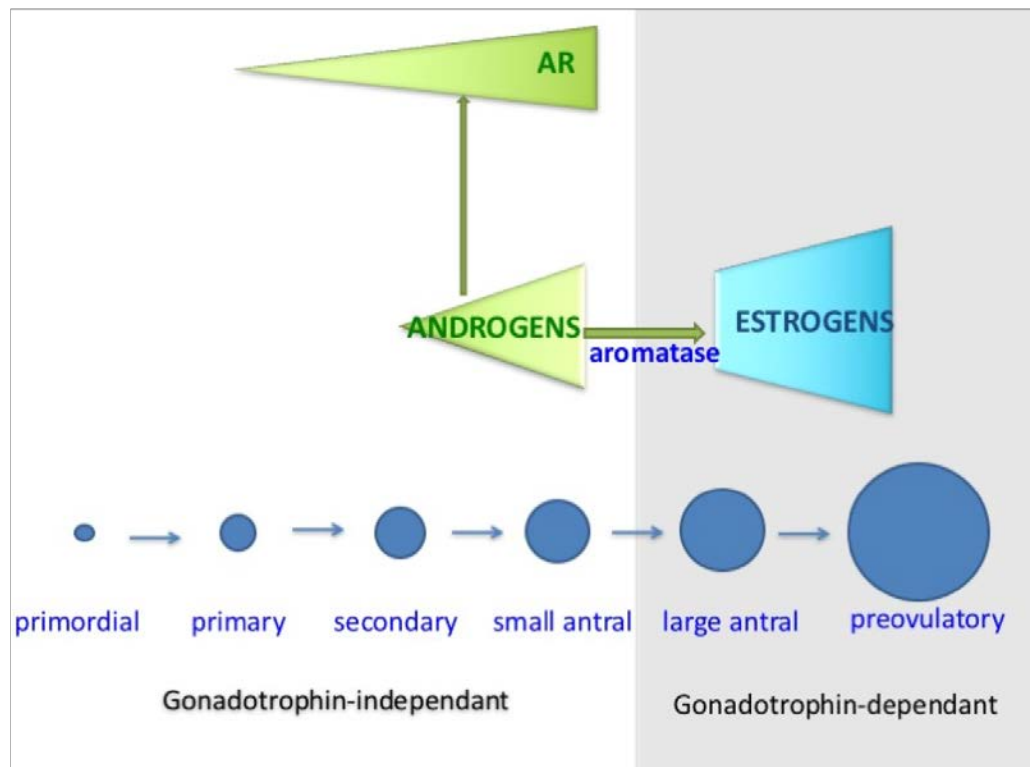 AR
ANDROGENS
aromatase
ESTROGENS
primordial
primary
secondary
small antral
large antral
preovulatory
Gonadotrophin-independant
Gonadotrophin-dependant